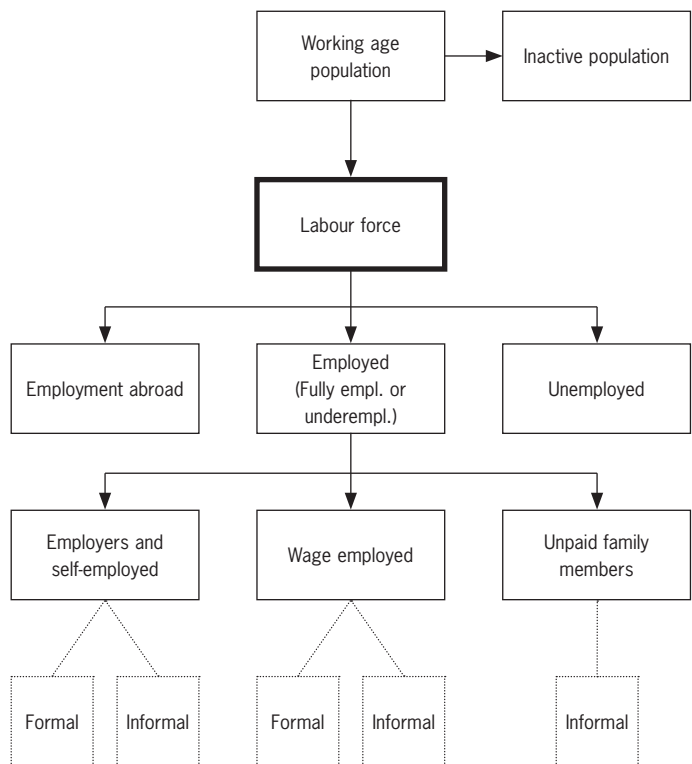 Working age
population
Inactive population
Labour force
Employment abroad
Employed
(Fully empl. or
underempl.)
Unemployed
Employers and
self-employed
Wage employed
Unpaid family
members
Formal
Informal
Formal
Informal
Informal